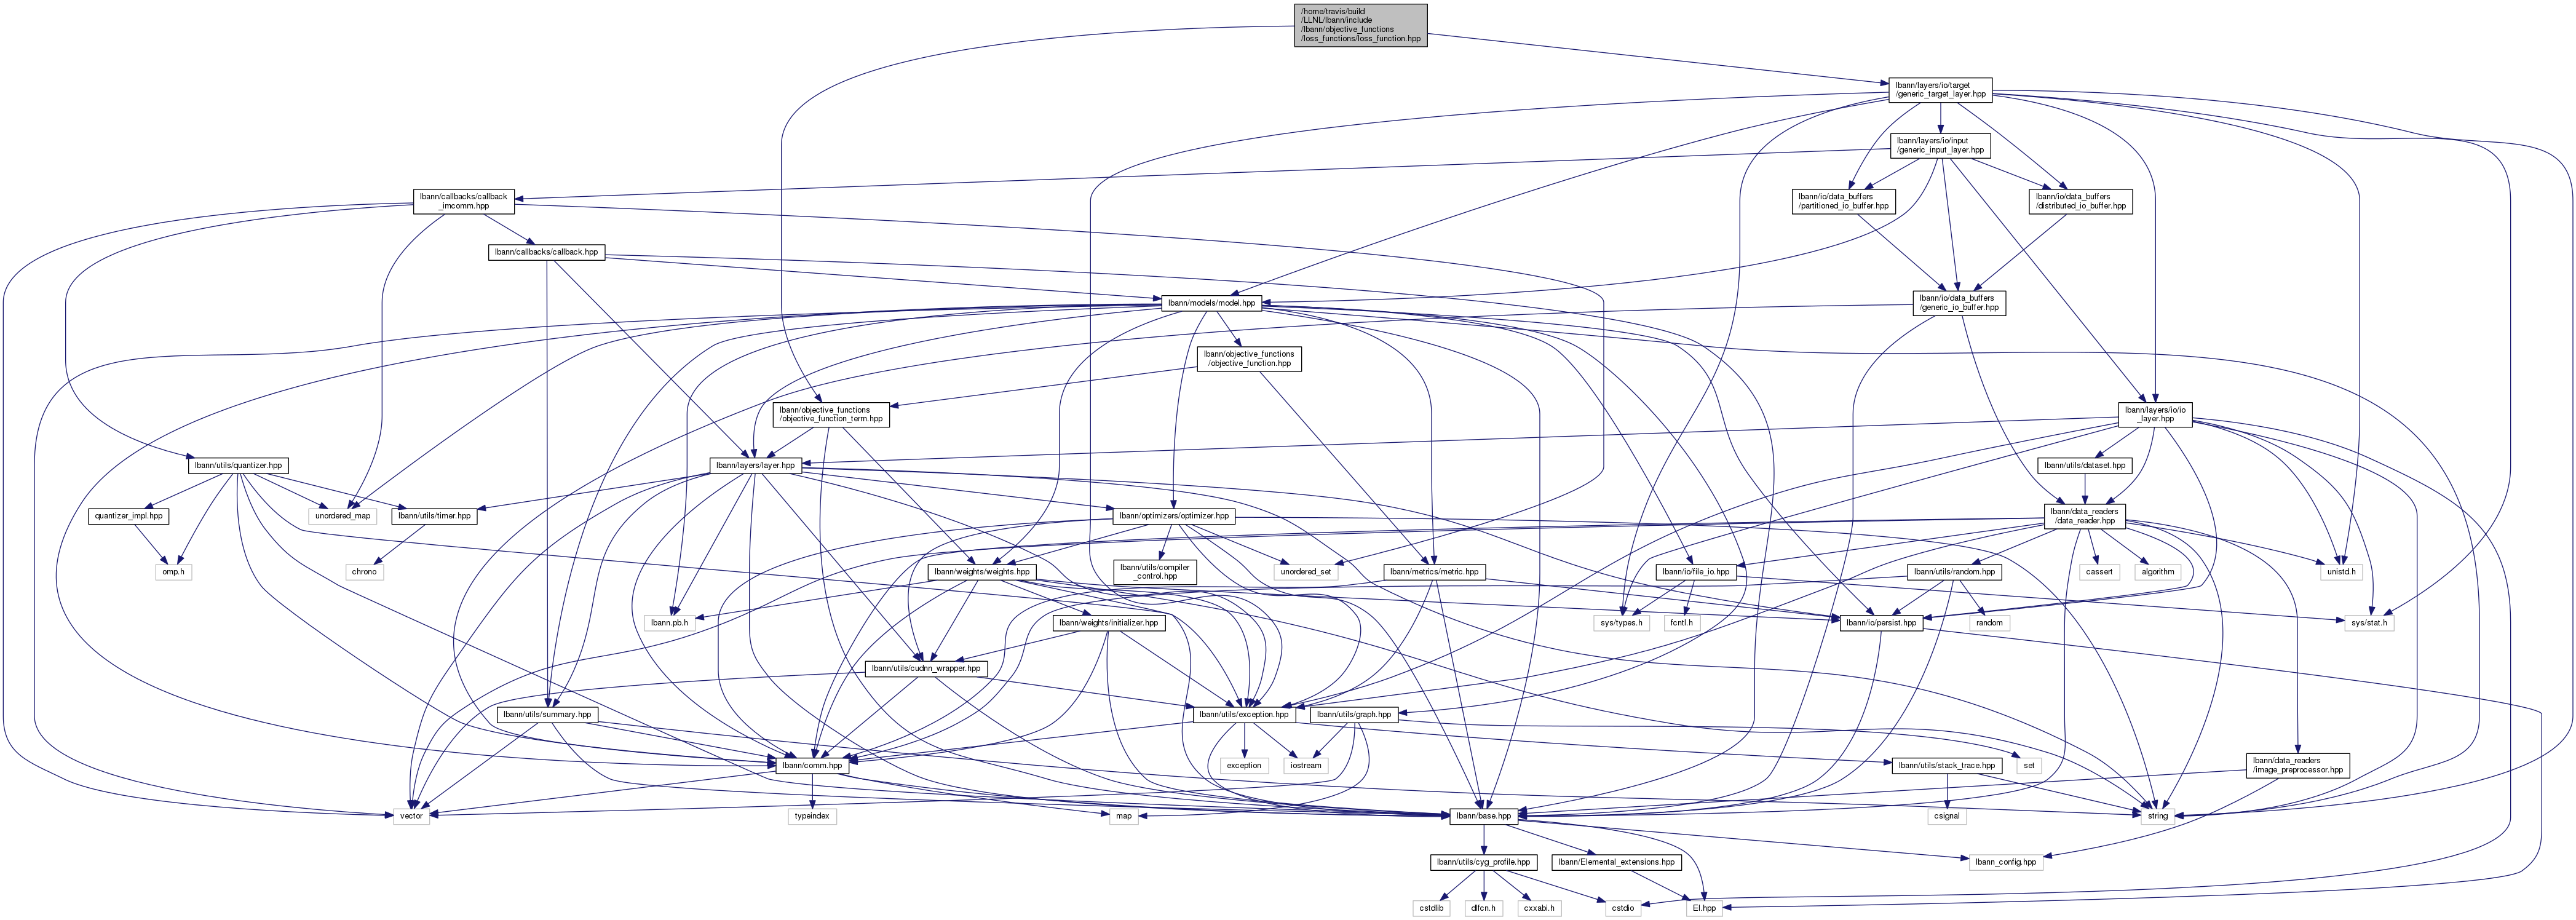 /home/travis/build
/LLNL/lbann/include
/lbann/objective_functions
/loss_functions/loss_function.hpp
lbann/layers/io/target
/generic_target_layer.hpp
lbann/layers/io/input
/generic_input_layer.hpp
lbann/callbacks/callback
_imcomm.hpp
lbann/io/data_buffers
/partitioned_io_buffer.hpp
lbann/io/data_buffers
/distributed_io_buffer.hpp
lbann/callbacks/callback.hpp
lbann/models/model.hpp
lbann/io/data_buffers
/generic_io_buffer.hpp
lbann/objective_functions
/objective_function.hpp
lbann/objective_functions
/objective_function_term.hpp
lbann/layers/io/io
_layer.hpp
lbann/utils/quantizer.hpp
lbann/layers/layer.hpp
lbann/utils/dataset.hpp
quantizer_impl.hpp
unordered_map
lbann/utils/timer.hpp
lbann/optimizers/optimizer.hpp
lbann/data_readers
/data_reader.hpp
omp.h
chrono
lbann/weights/weights.hpp
lbann/utils/compiler
_control.hpp
unordered_set
lbann/metrics/metric.hpp
lbann/io/file_io.hpp
lbann/utils/random.hpp
cassert
algorithm
unistd.h
lbann.pb.h
lbann/weights/initializer.hpp
sys/types.h
fcntl.h
lbann/io/persist.hpp
random
sys/stat.h
lbann/utils/cudnn_wrapper.hpp
lbann/utils/summary.hpp
lbann/utils/exception.hpp
lbann/utils/graph.hpp
lbann/comm.hpp
exception
iostream
lbann/utils/stack_trace.hpp
set
lbann/data_readers
/image_preprocessor.hpp
vector
typeindex
map
lbann/base.hpp
csignal
string
lbann/utils/cyg_profile.hpp
lbann/Elemental_extensions.hpp
lbann_config.hpp
cstdlib
dlfcn.h
cxxabi.h
cstdio
El.hpp